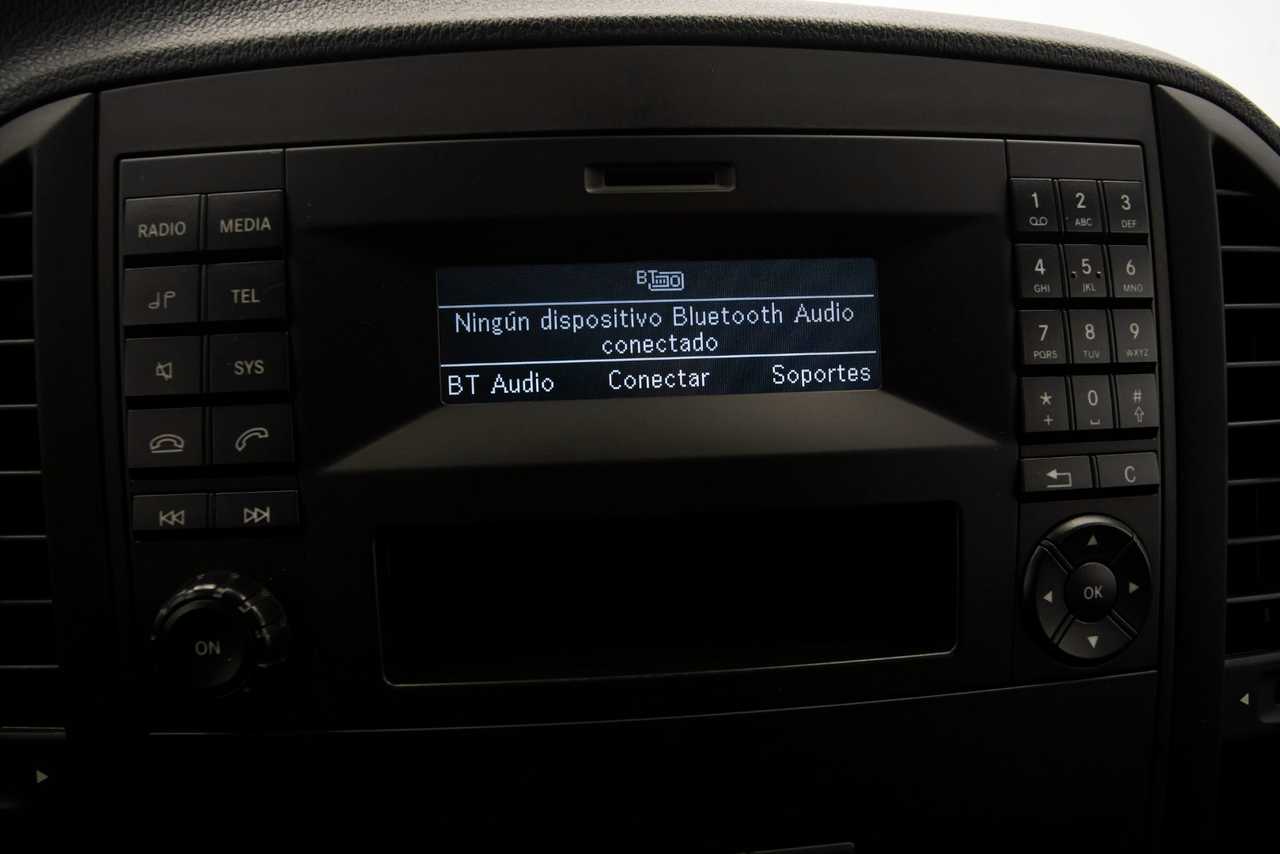 RADIO MEDIA
TEL
SYS
ON
BT
Ningún dispositivo Bluetooth Audio
conectado
BT Audio Conectar Soportes
1 2 3
ABC DEF
4 5 6
GHI JKL MNO
7 8 9
PQRS TUV WXYZ
* 0 #
+
C
OK